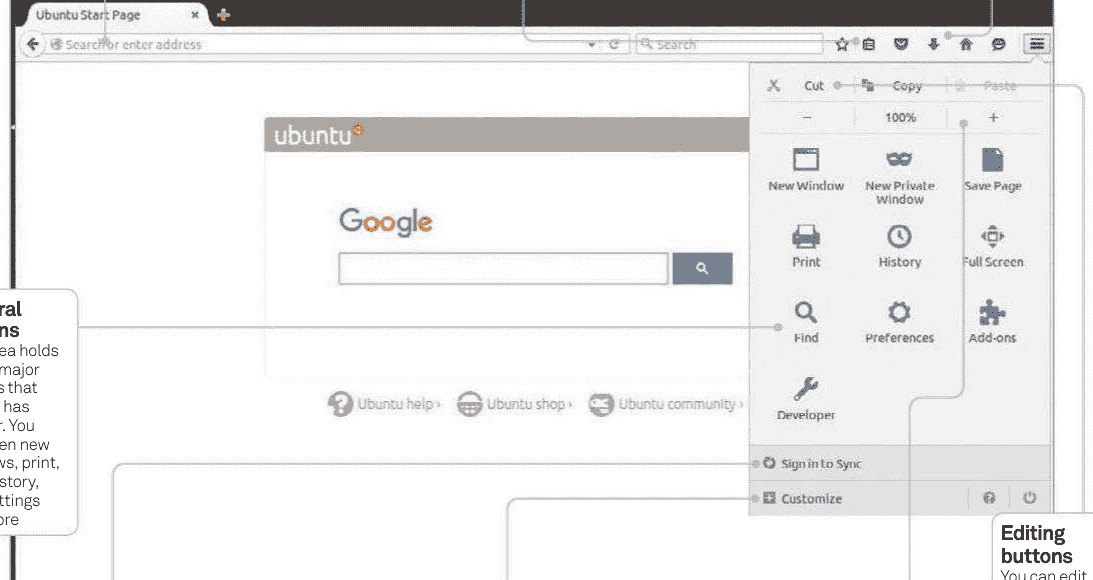 Ubuntu Start Page
Search or enter address
Search
Cut Copy Paste
100%
New Window New Private Window Save Page
ubuntu
Google
Print History Full Screen
Find Preferences Add-ons
Developer
Ubuntu help › Ubuntu shop › Ubuntu community ›
Sign in to Sync
Customize
ral
ns
ea holds
major
s that
has
r. You
en new
ws, print,
story,
ttings
ore
Editing
buttons
You can edit